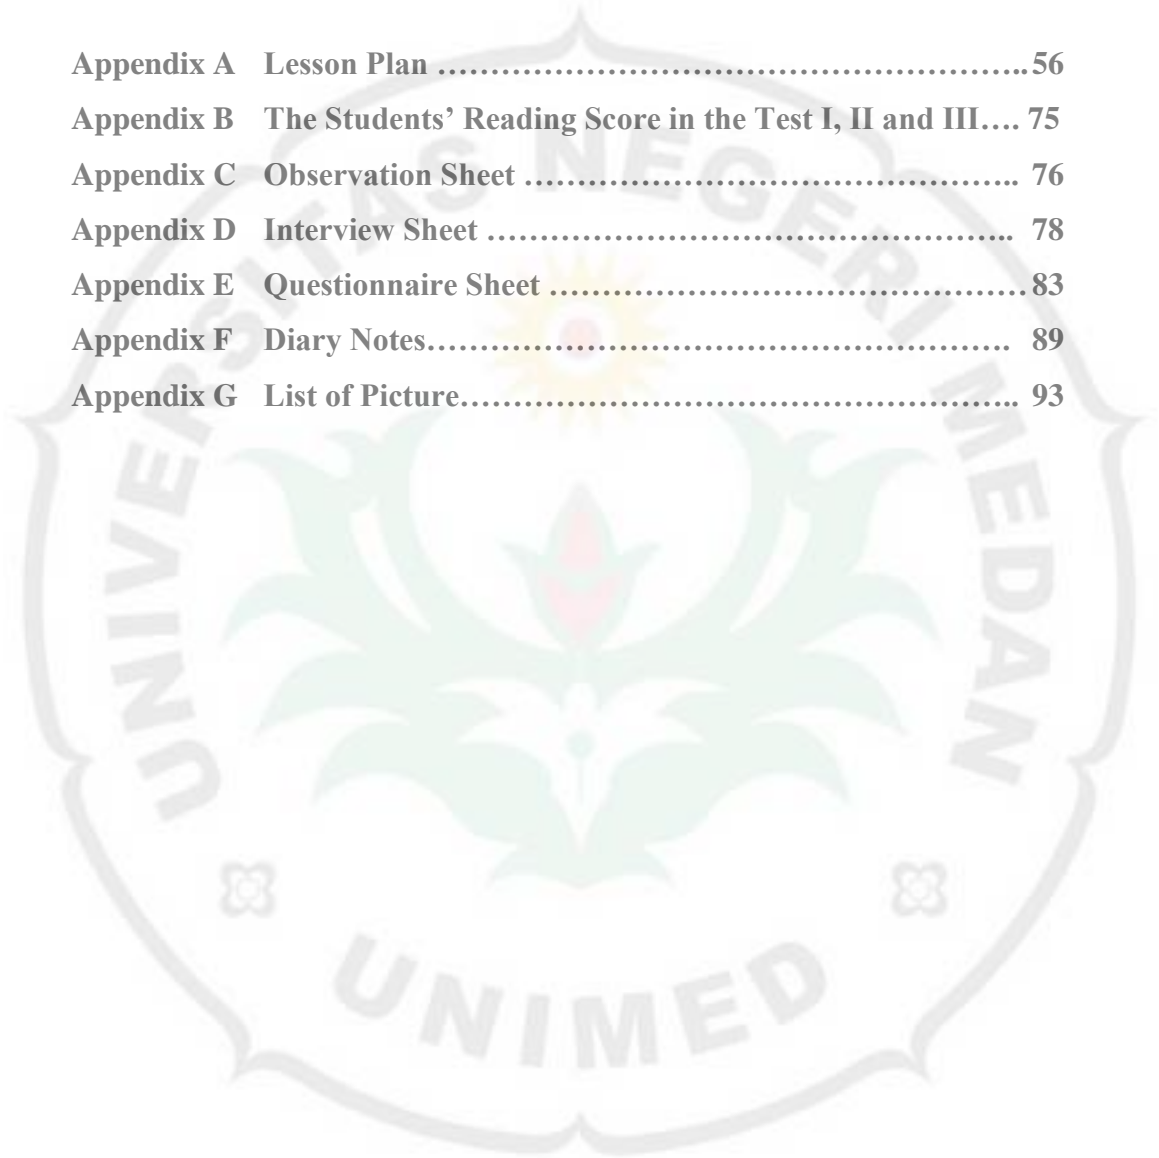 Appendix A Lesson Plan …………………………………………………..56
Appendix B The Students’ Reading Score in the Test I, II and III…. 75
Appendix C Observation Sheet ………………………………………….. 76
Appendix D Interview Sheet …………………………………………….. 78
Appendix E Questionnaire Sheet ………………………………………… 83
Appendix F Diary Notes…………………………………………………. 89
Appendix G List of Picture……………………………………………….. 93
UNIVERSITAS NEGERI MEDAN
UNIMED